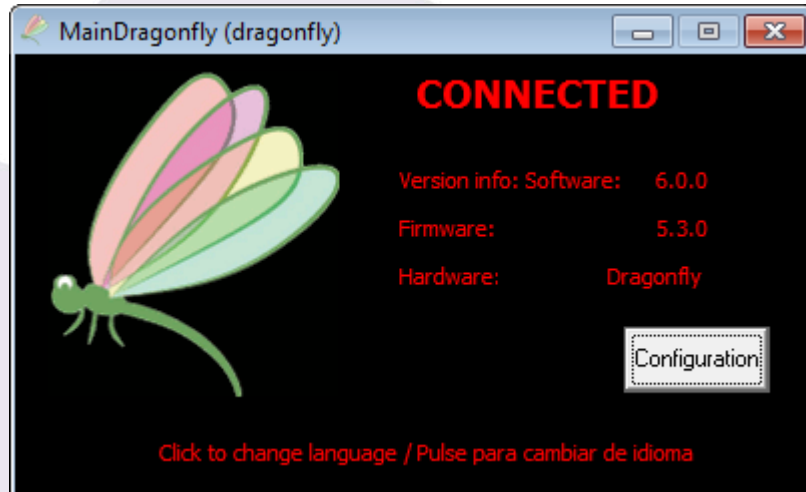 MainDragonfly (dragonfly)
CONNECTED
Version info: Software: 6.0.0
Firmware: 5.3.0
Hardware: Dragonfly
Configuration
Click to change language / Pulse para cambiar de idioma